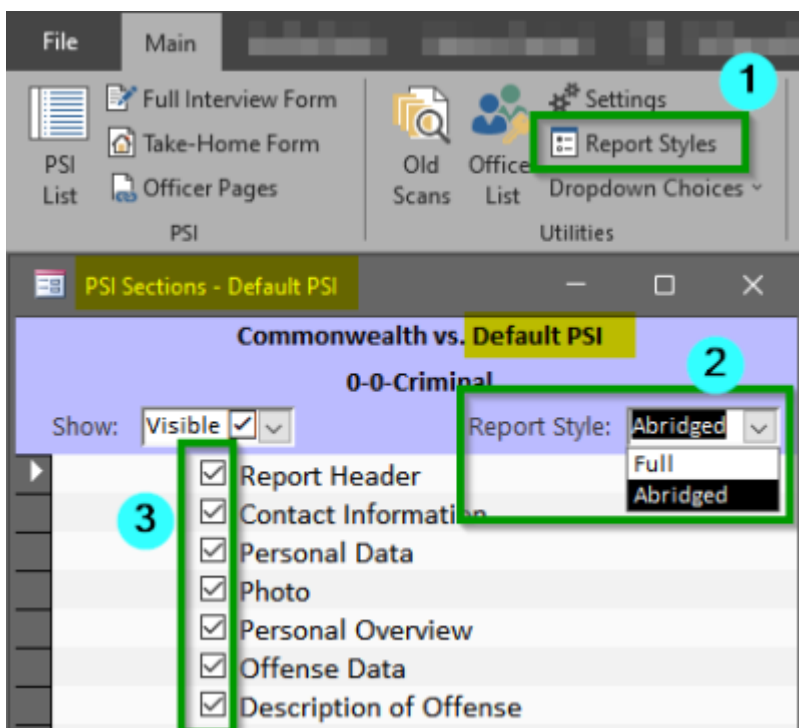 File Main
1
Full Interview Form
Take-Home Form
Officer Pages
PSI
List
PSI
Old
Scans
Office
List
Settings
Report Styles
Dropdown Choices
Utilities
PSI Sections - Default PSI
Commonwealth vs. Default PSI
0-0-Criminal
2
Show: Visible
Report Style: Abridged
Full
Abridged
3
Report Header
Contact Information
Personal Data
Photo
Personal Overview
Offense Data
Description of Offense